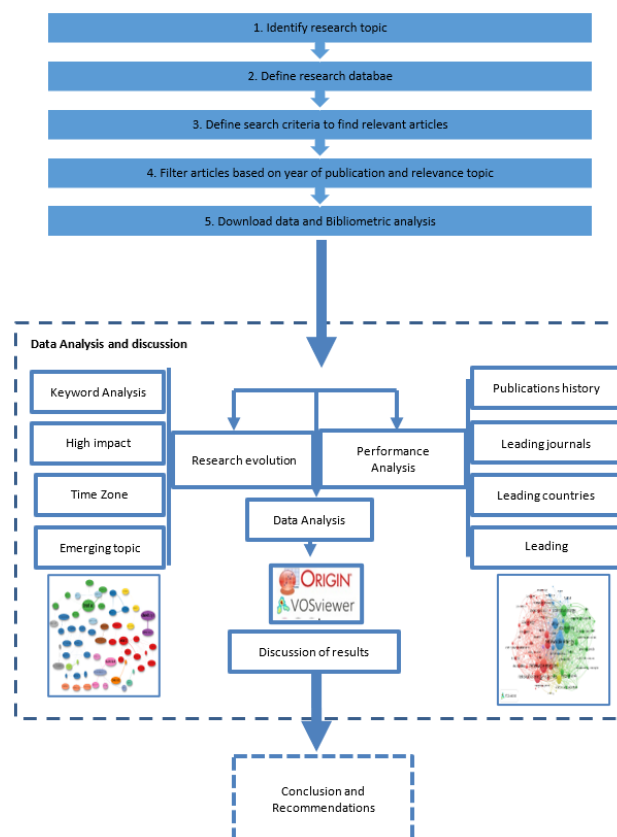 1. Identify research topic
2. Define research databae
3. Define search criteria to find relevant articles
4. Filter articles based on year of publication and relevance topic
5. Download data and Bibliometric analysis
Data Analysis and discussion
Keyword Analysis
High impact
Time Zone
Emerging topic
Research evolution
Performance
Analysis
Publications history
Leading journals
Leading countries
Leading
Data Analysis
ORIGIN®
VOSviewer
Discussion of results
Conclusion and
Recommendations